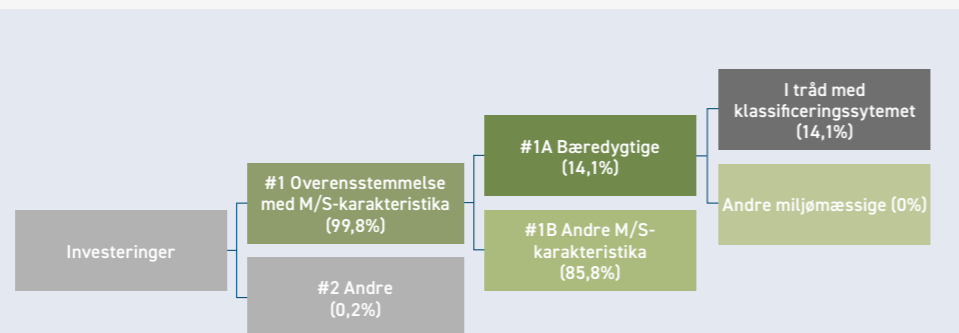 Investeringer
#1 Overensstemmelse
med M/S-karakteristika
(99,8%)
#2 Andre
(0,2%)
#1A Bæredygtige
(14,1%)
#1B Andre M/S-
karakteristika
(85,8%)
I tråd med
klassificeringssytemet
(14,1%)
Andre miljømæssige (0%)